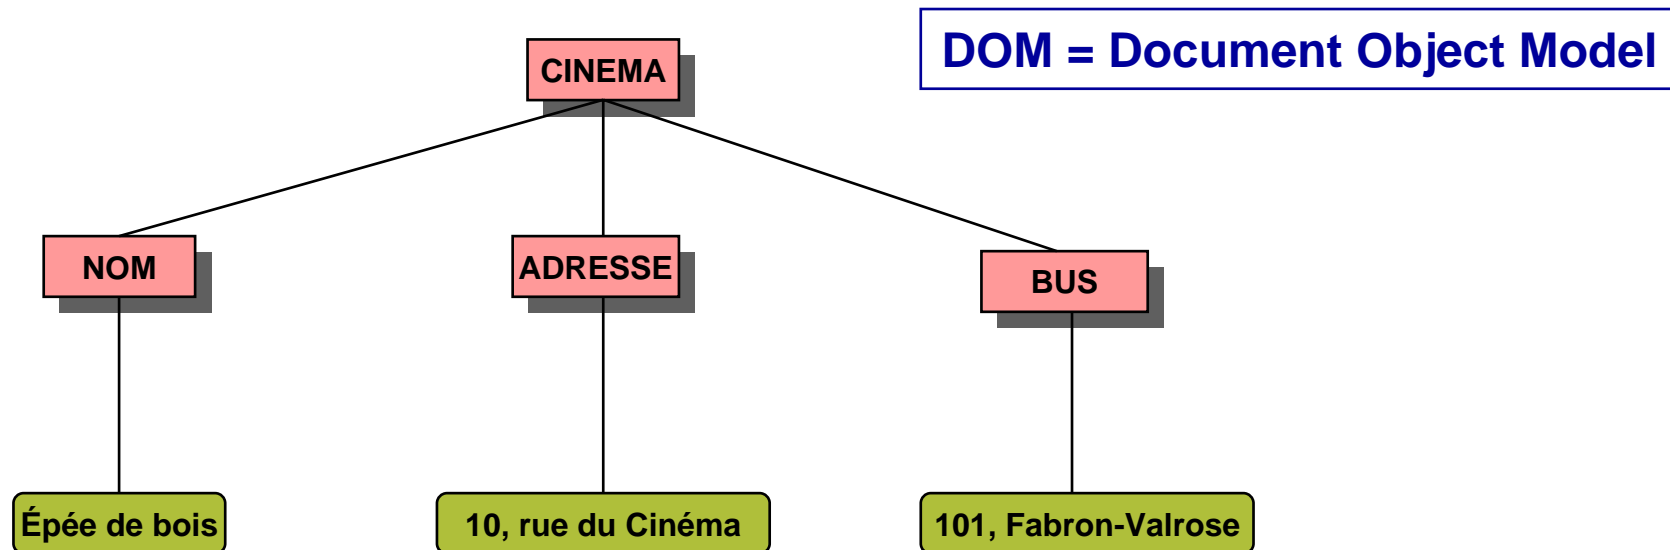 DOM = Document Object Model
CINEMA
NOM
ADRESSE
BUS
Épée de bois
10, rue du Cinéma
101, Fabron-Valrose